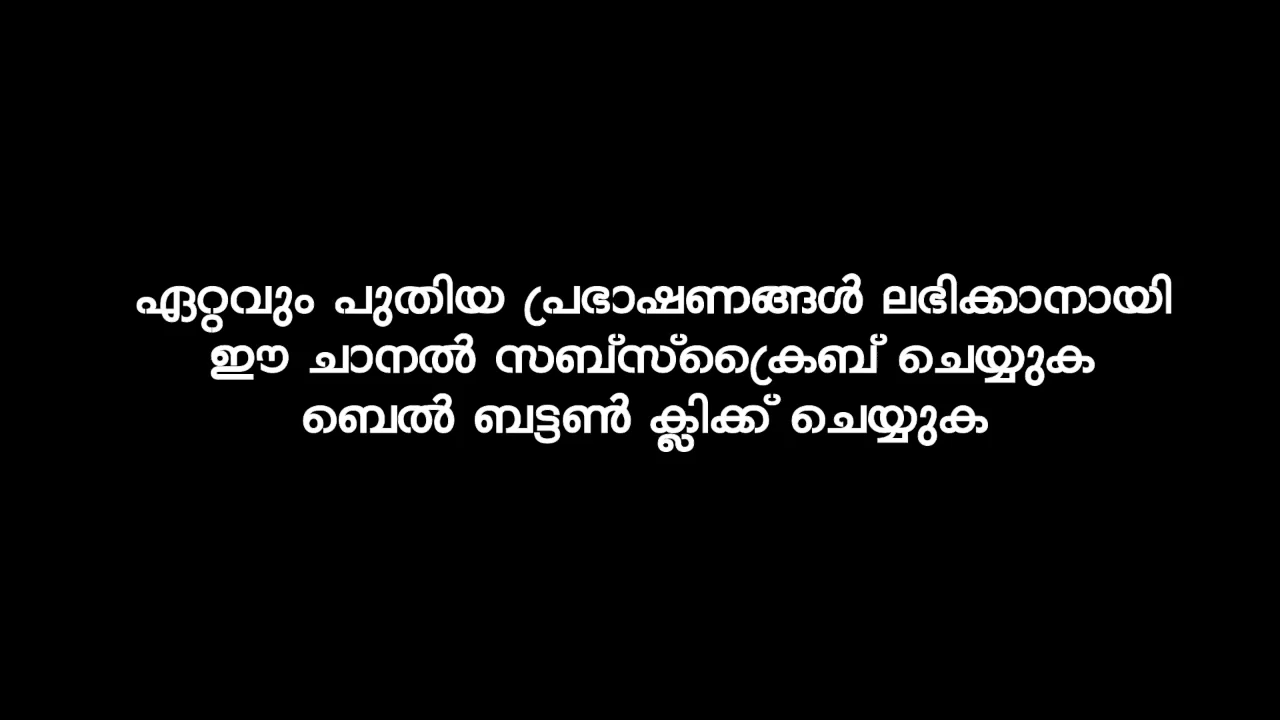 ഏറ്റവും പുതിയ പ്രഭാഷണങ്ങൾ ലഭിക്കാനായി
ഈ ചാനൽ സബ്സ്ക്രൈബ് ചെയ്യുക
ബെൽ ബട്ടൺ ക്ലിക്ക് ചെയ്യുക